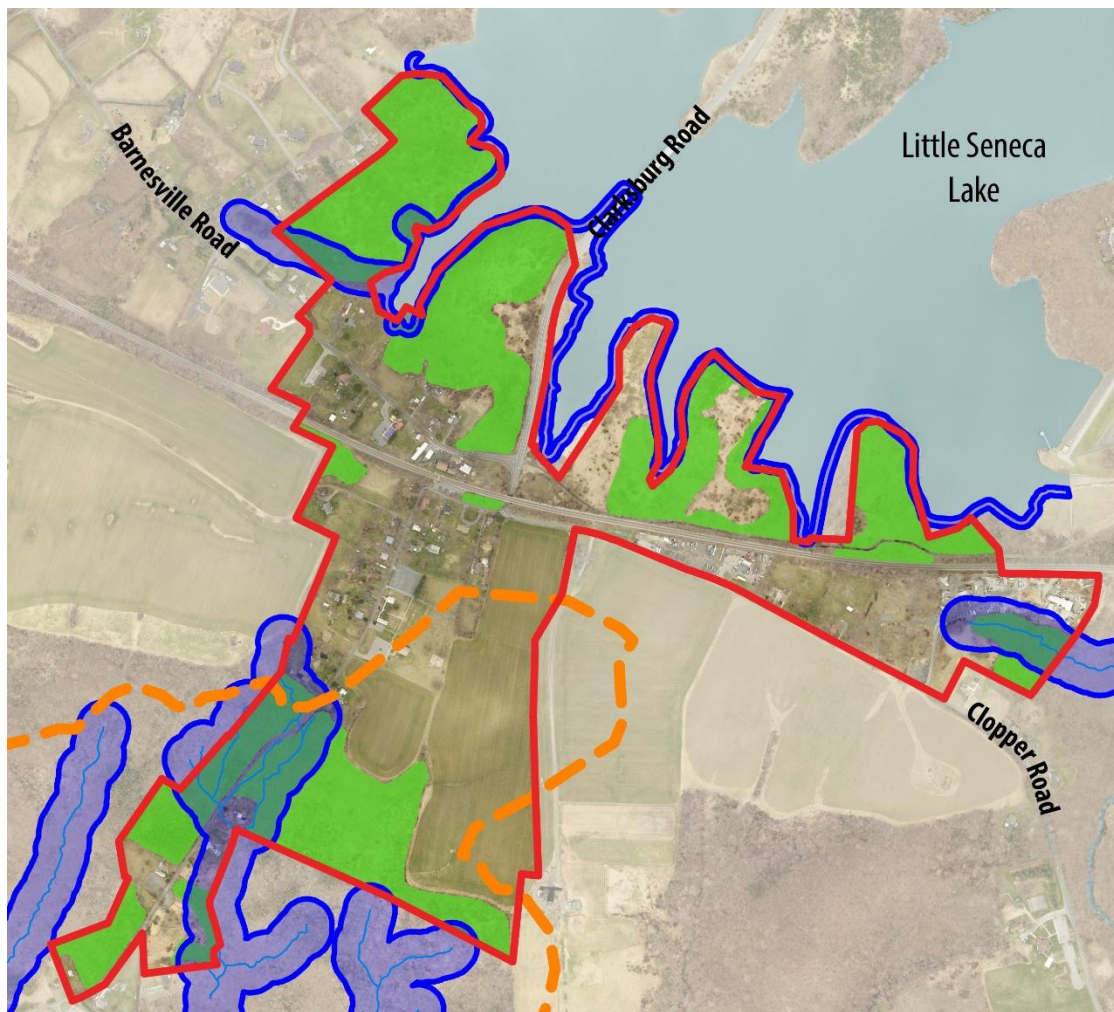 Barnesville Road
Clarksburg Road
Little Seneca
Lake
Clopper Road